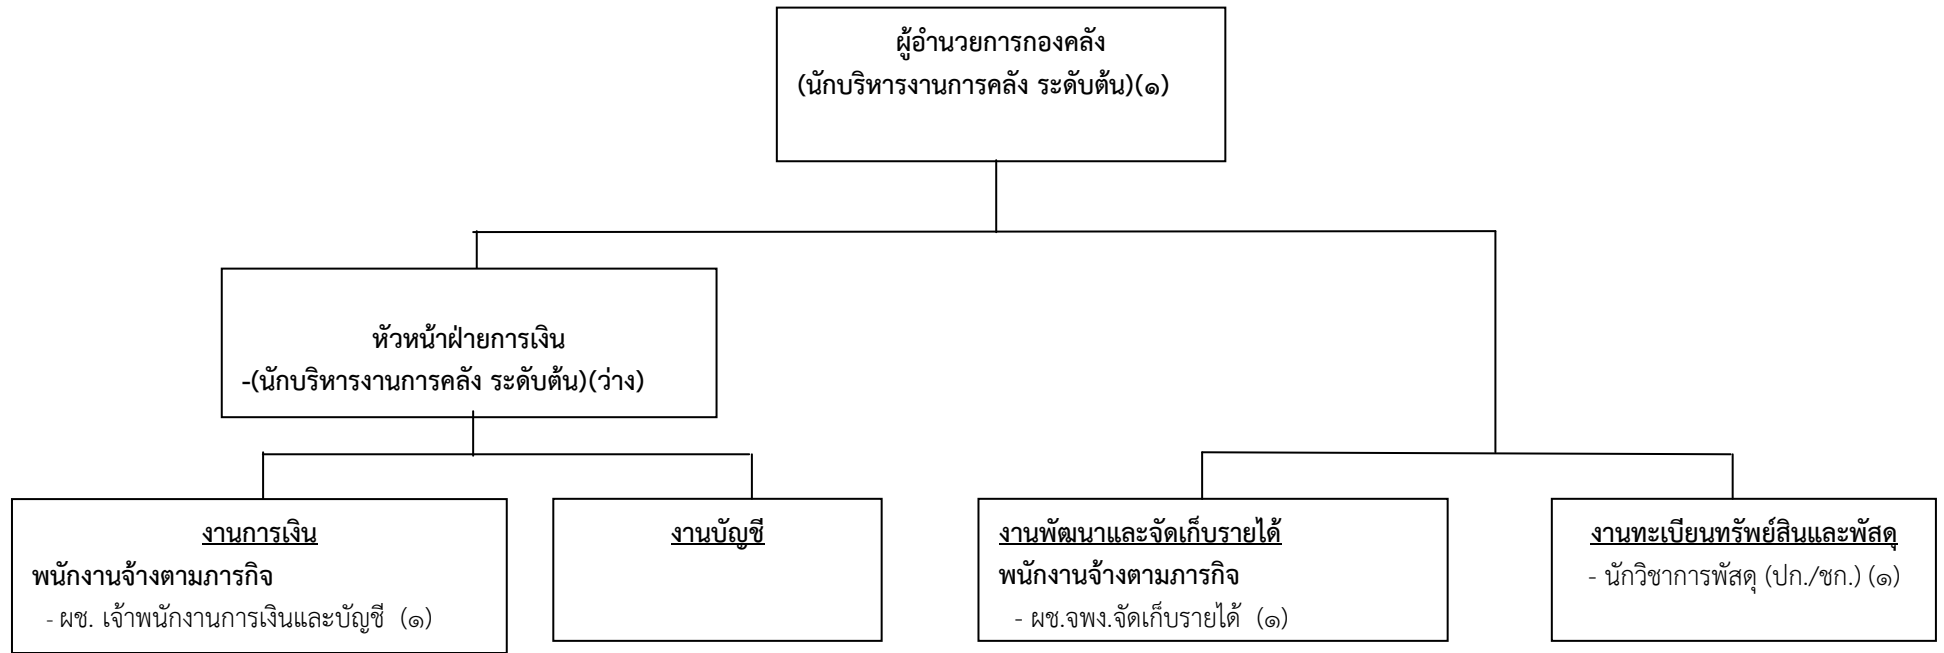 ผู้อำนวยการกองคลัง
(นักบริหารงานการคลัง ระดับต้น)(๑)
หัวหน้าฝ่ายการเงิน
-(นักบริหารงานการคลัง ระดับต้น)(ว่าง)
งานการเงิน
พนักงานจ้างตามภารกิจ
- ผช. เจ้าพนักงานการเงินและบัญชี (๑)
งานบัญชี
งานพัฒนาและจัดเก็บรายได้
พนักงานจ้างตามภารกิจ
- ผช.จพง.จัดเก็บรายได้ (๑)
งานทะเบียนทรัพย์สินและพัสดุ
- นักวิชาการพัสดุ (ปก./ชก.) (๑)